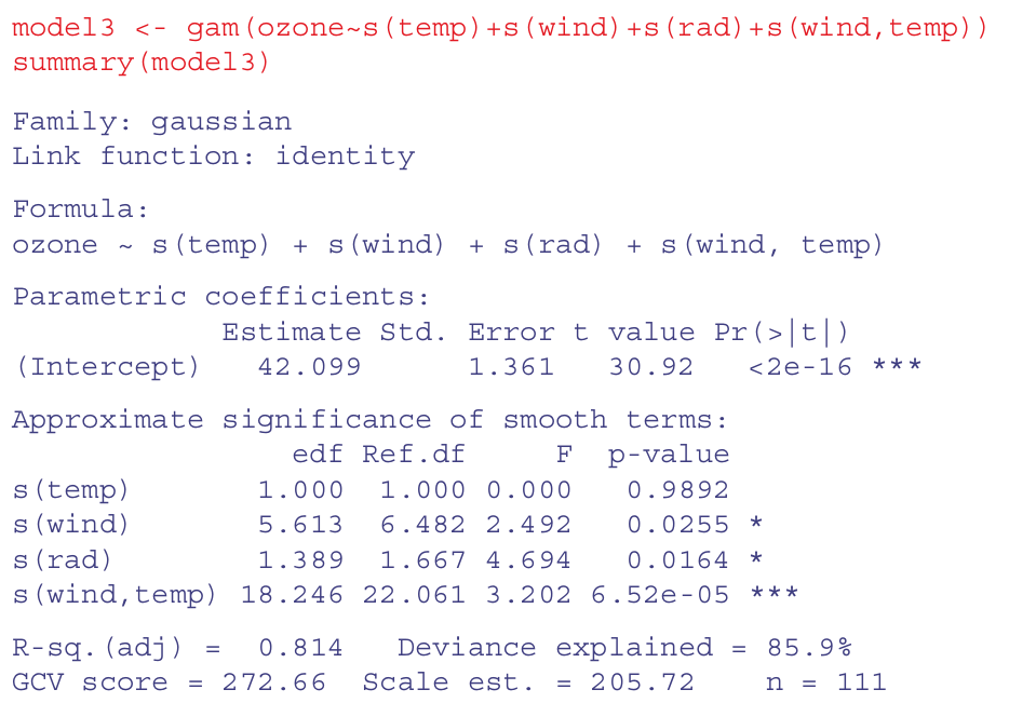 model3 <- gam(ozone~s(temp)+s(wind)+s(rad)+s(wind,temp))
summary(model3)
Family: gaussian
Link function: identity
Formula:
ozone ~ s(temp) + s(wind) + s(rad) + s(wind, temp)
Parametric coefficients:
Estimate Std. Error t value Pr(>|t|)
(Intercept) 42.099 1.361 30.92 <2e-16 ***
Approximate significance of smooth terms:
edf Ref.df F p-value
s(temp) 1.000 1.000 0.000 0.9892
s(wind) 5.613 6.482 2.492 0.0255 *
s(rad) 1.389 1.667 4.694 0.0164 *
s(wind,temp) 18.246 22.061 3.202 6.52e-05 ***
R-sq.(adj) = 0.814 Deviance explained = 85.9%
GCV score = 272.66 Scale est. = 205.72 n = 111